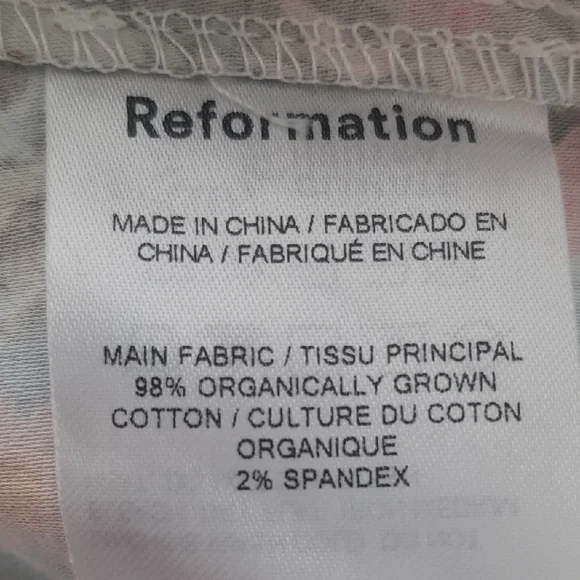 Reformation
MADE IN CHINA / FABRICADO EN
CHINA / FABRIQUÉ EN CHINE
MAIN FABRIC / TISSU PRINCIPAL
98% ORGANICALLY GROWN
COTTON / CULTURE DU COTON
ORGANIQUE
2% SPANDEX